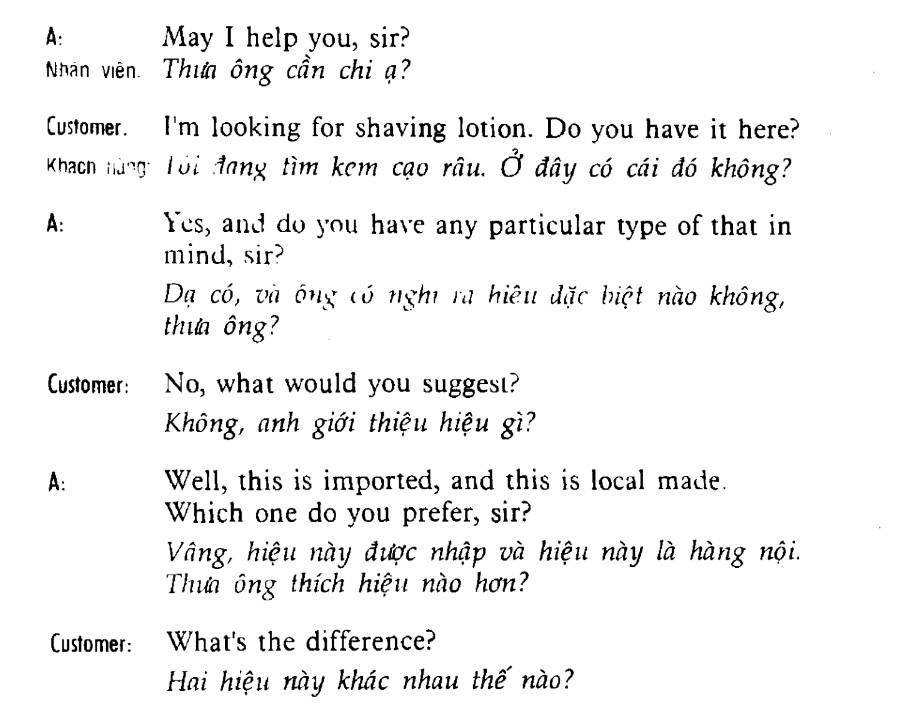 A: May I help you, sir?
Nhân viên. Thưa ông cần chi ạ?
Customer. I'm looking for shaving lotion. Do you have it here?
Khách hàng: Tôi đang tìm kem cạo râu. Ở đây có cái đó không?
A: Yes, and do you have any particular type of that in
mind, sir?
Dạ có, và ông có nghĩ ra hiệu đặc biệt nào không,
thưa ông?
Customer: No, what would you suggest?
Không, anh giới thiệu hiệu gì?
A: Well, this is imported, and this is local made.
Which one do you prefer, sir?
Vâng, hiệu này được nhập và hiệu này là hàng nội.
Thưa ông thích hiệu nào hơn?
Customer: What's the difference?
Hai hiệu này khác nhau thế nào?